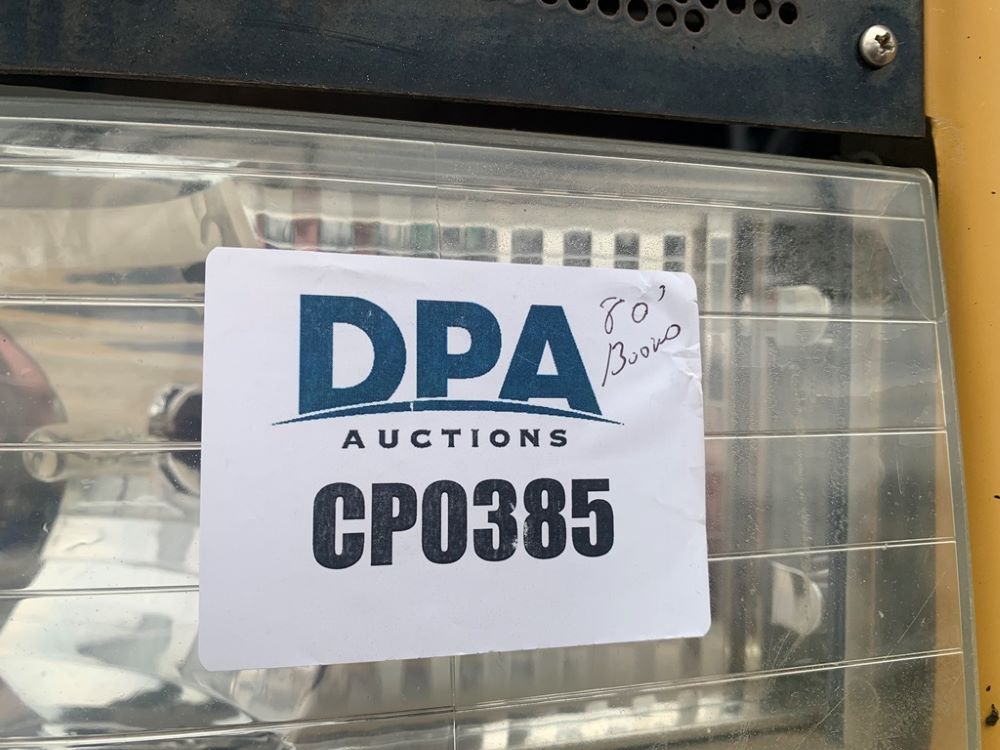 DPA
AUCTIONS
CP0385
80'
Boom